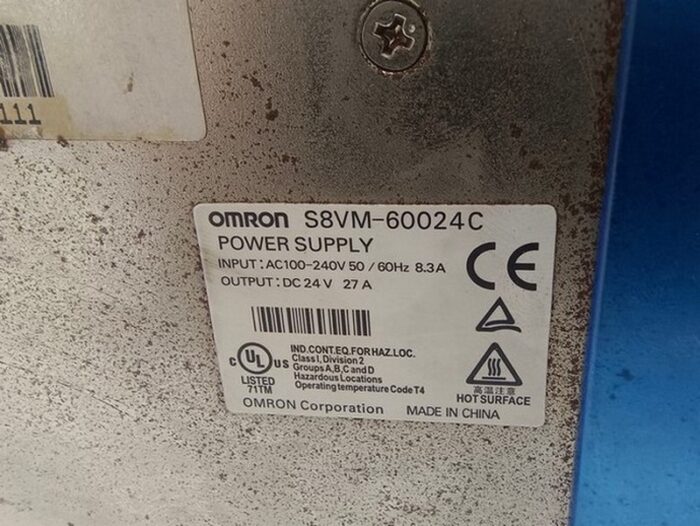 111
OMRON S8VM-60024C
POWER SUPPLY
INPUT : AC100-240V 50 / 60Hz 8.3A
OUTPUT : DC 24 V 27 A
CE
IND.CONT.EQ.FOR HAZ.LOC.
Class I, Division 2
Groups A,B,C and D
Hazardous Locations
Operating temperature Code T4
C UL US
LISTED
71TM
高温注意
HOT SURFACE
OMRON Corporation MADE IN CHINA